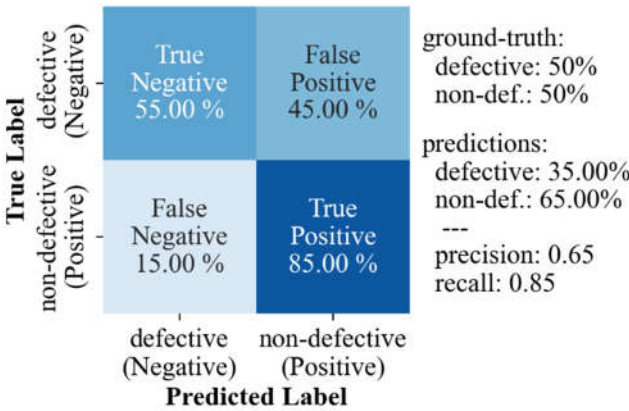 True Label
defective
(Negative)
non-defective
(Positive)
True
Negative
55.00 %
False
Positive
45.00 %
False
Negative
15.00 %
True
Positive
85.00 %
defective
(Negative)
non-defective
(Positive)
Predicted Label
ground-truth:
defective: 50%
non-def.: 50%
predictions:
defective: 35.00%
non-def.: 65.00%
---
precision: 0.65
recall: 0.85